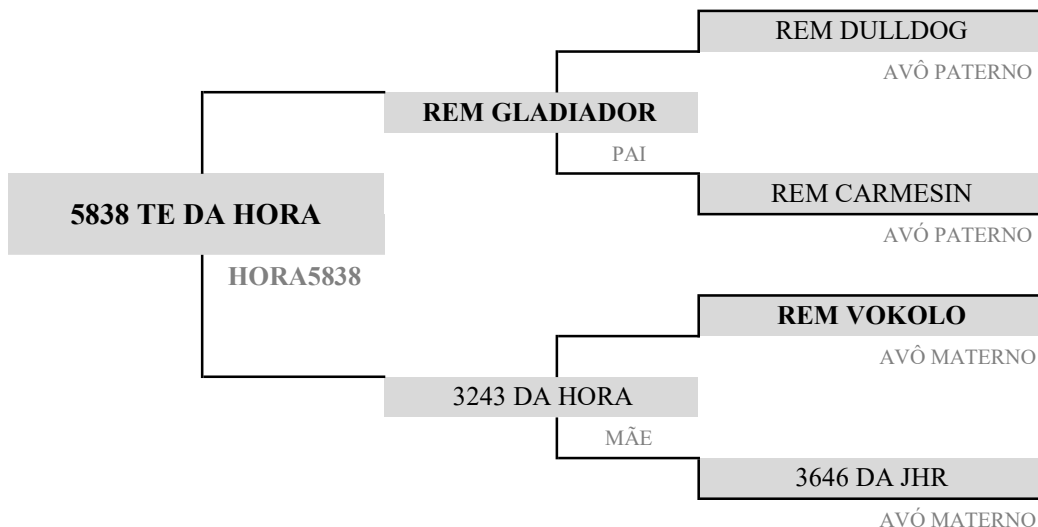 REM DULLDOG
AVÔ PATERNO
REM GLADIADOR
PAI
REM CARMESIN
AVÓ PATERNO
5838 TE DA HORA
HORA5838
REM VOKOLO
AVÔ MATERNO
3243 DA HORA
MÃE
3646 DA JHR
AVÓ MATERNO